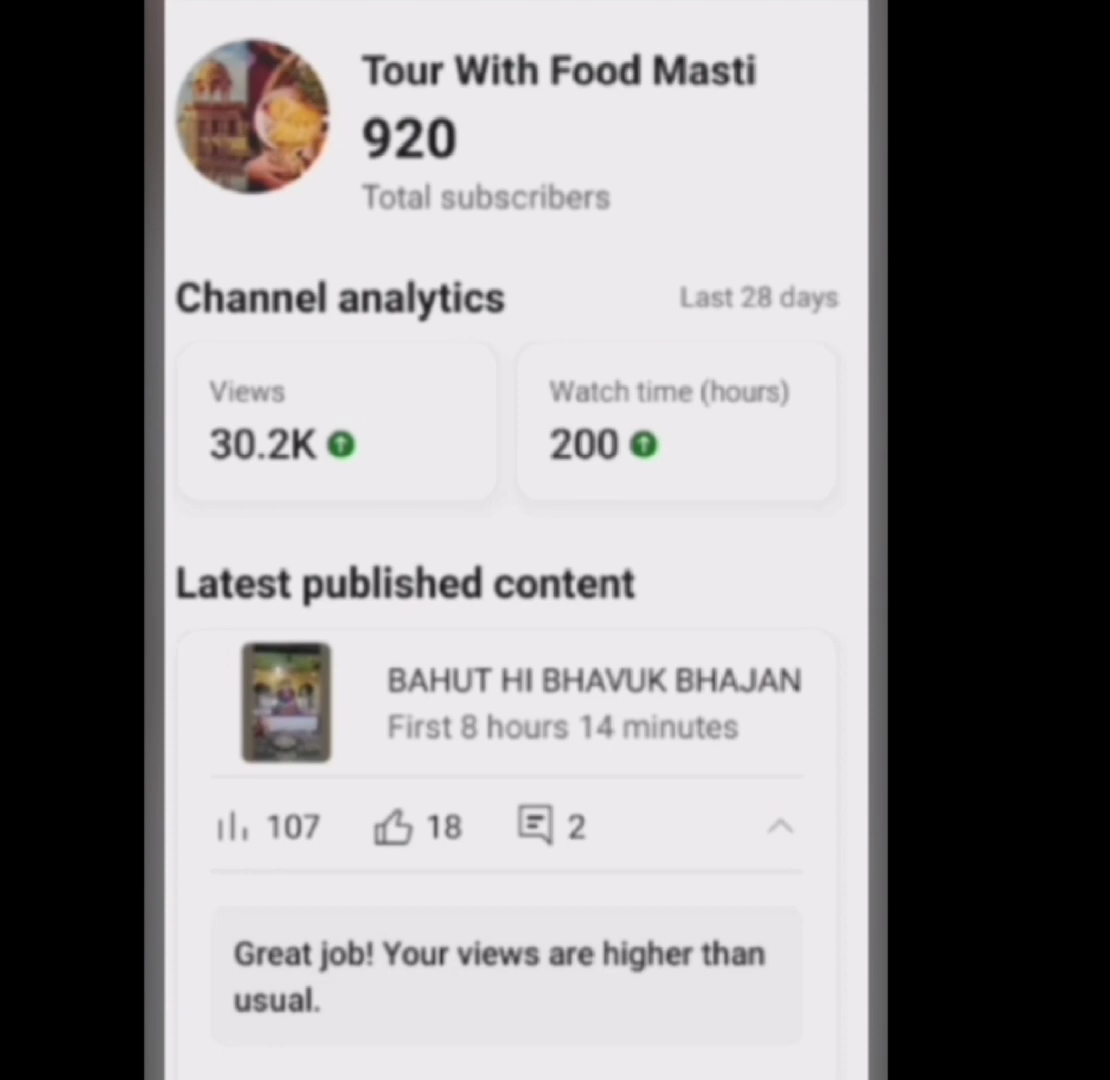 Tour With Food Masti
920
Total subscribers
Channel analytics
Last 28 days
Views
Watch time (hours)
30.2K
200
Latest published content
BAHUT HI BHAVUK BHAJAN
First 8 hours 14 minutes
107 18 2
Great job! Your views are higher than
usual.